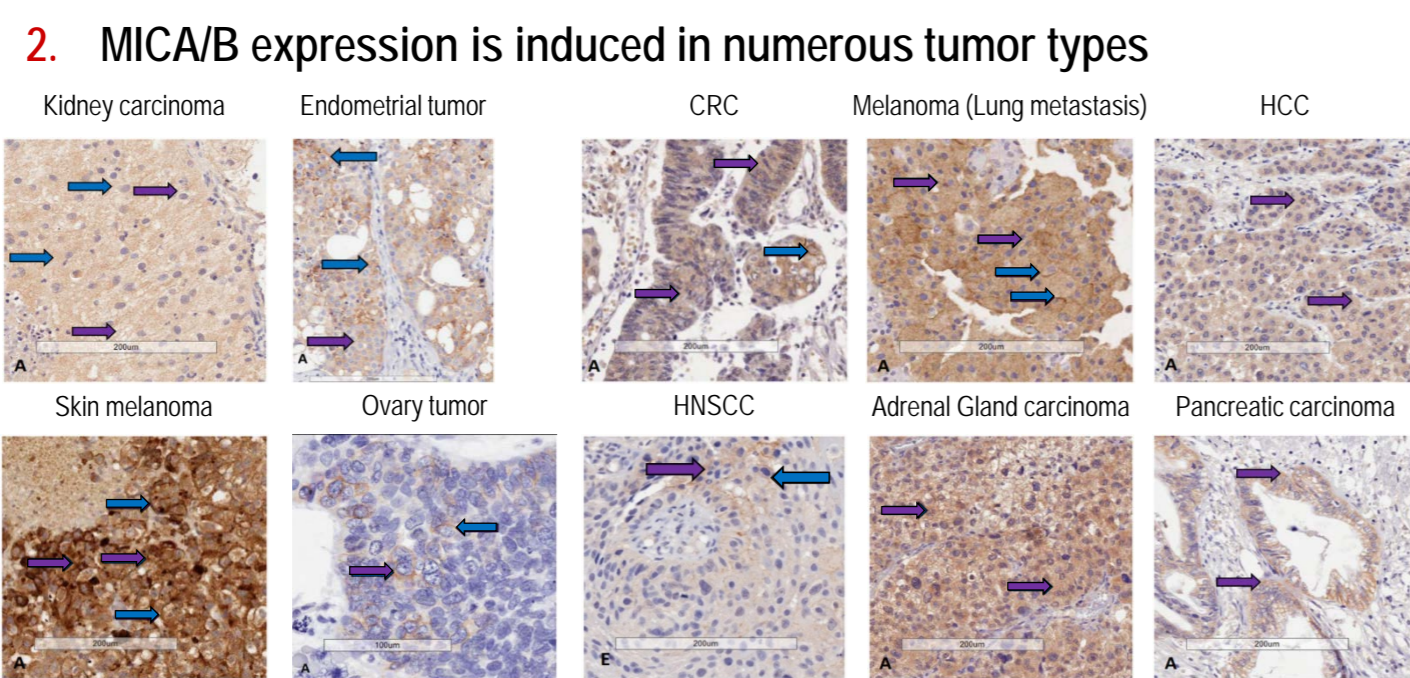 2. MICA/B expression is induced in numerous tumor types
Kidney carcinoma
Endometrial tumor
CRC
Melanoma (Lung metastasis)
HCC
200um
A
A
200um
A
200um
A
200um
A
Skin melanoma
Ovary tumor
HNSCC
Adrenal Gland carcinoma
Pancreatic carcinoma
200um
A
100um
A
200um
E
200um
A
200um
A